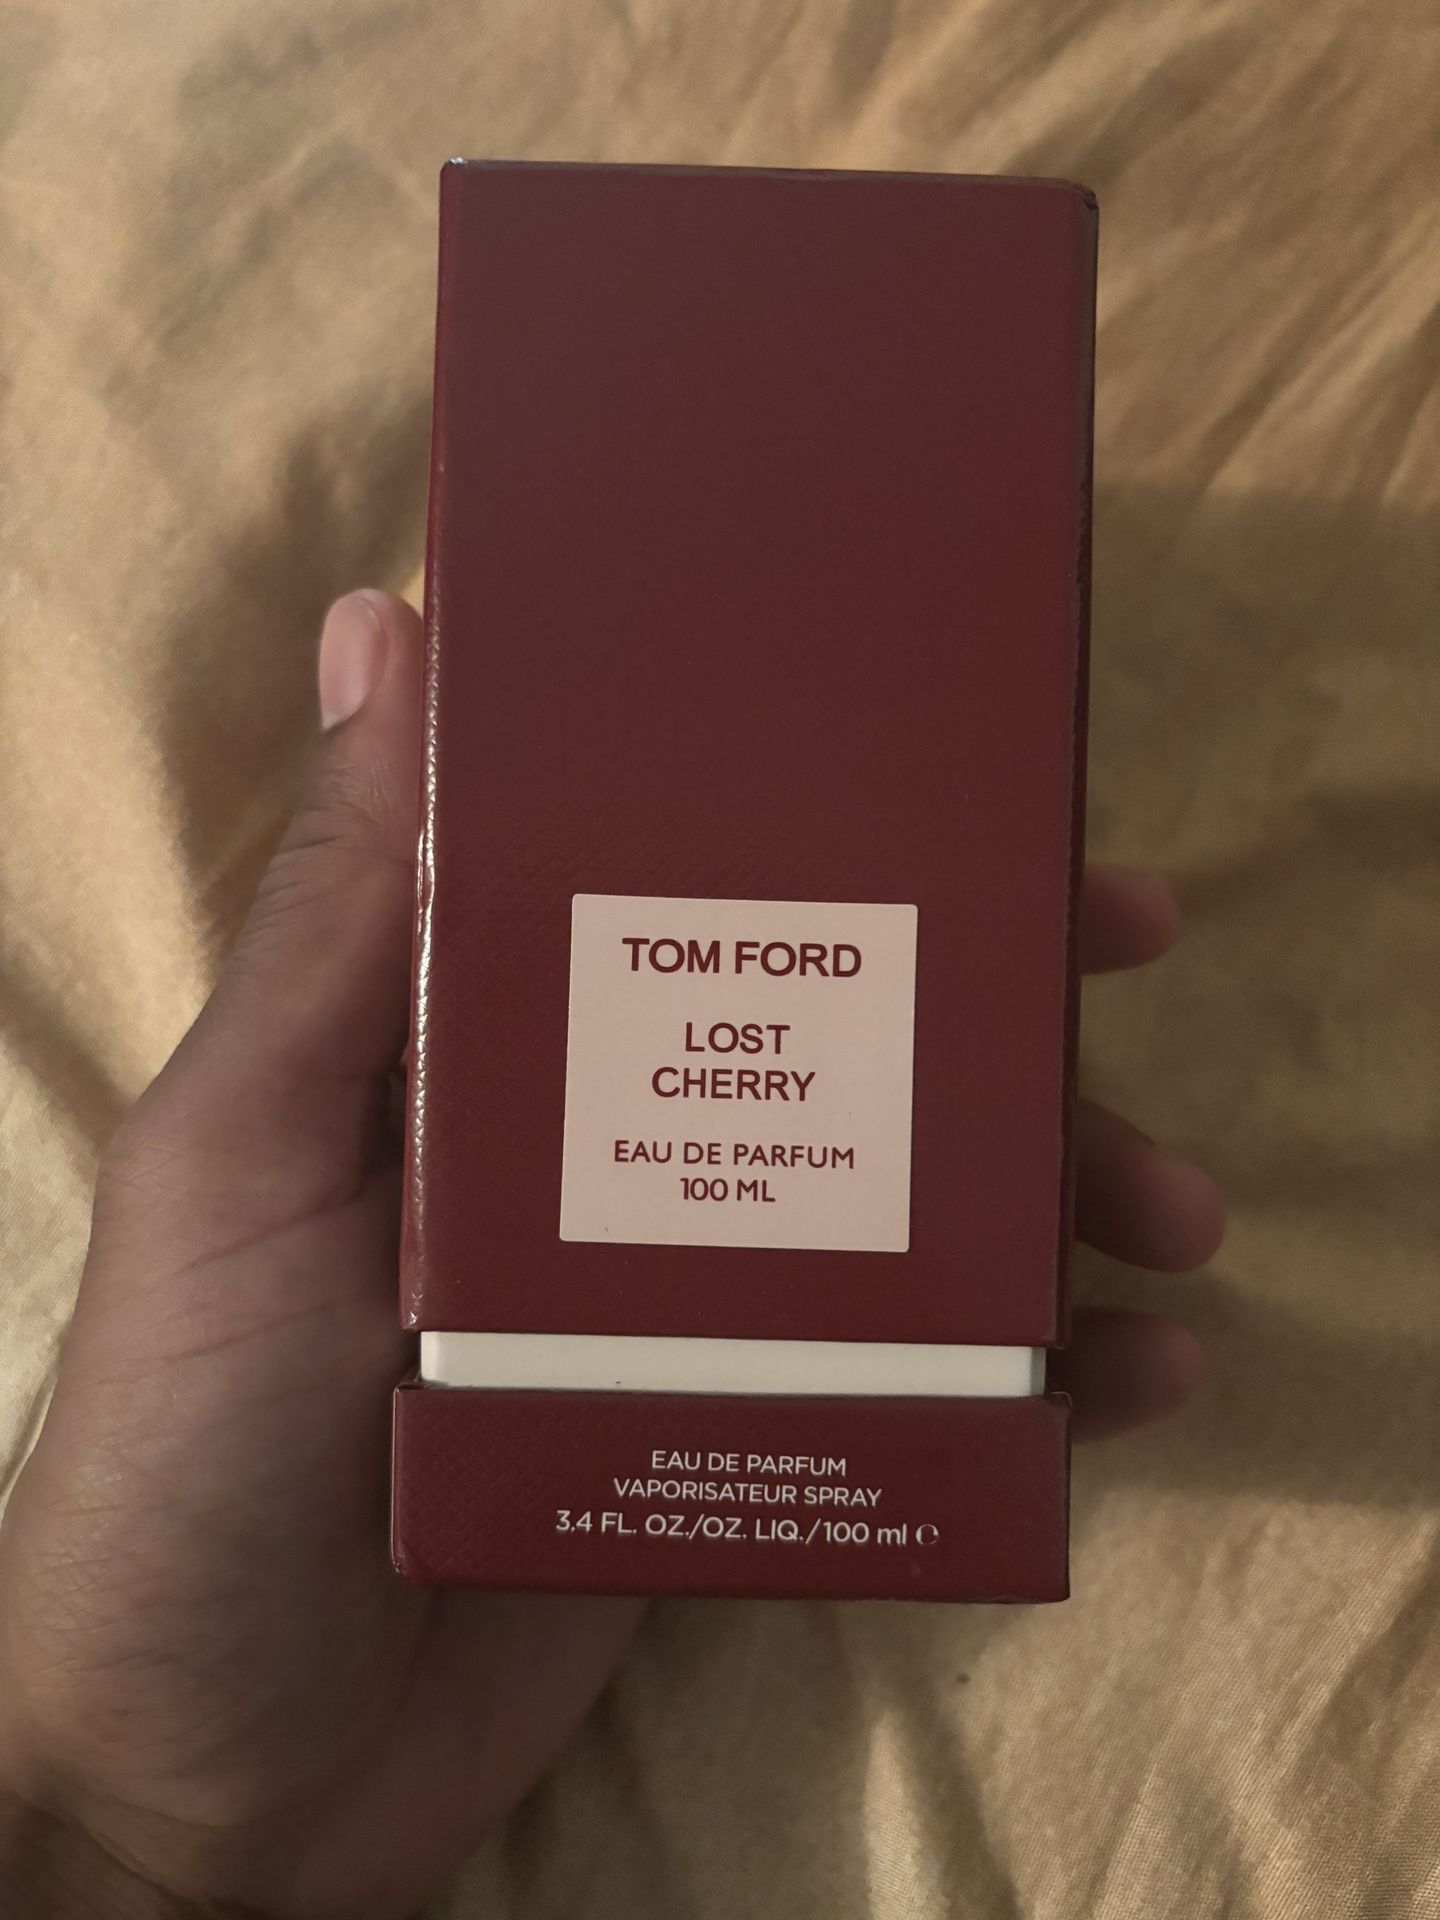 TOM FORD
LOST
CHERRY
EAU DE PARFUM
100 ML
EAU DE PARFUM
VAPORISATEUR SPRAY
3.4 FL. OZ./OZ. LIQ./100 ml ℮